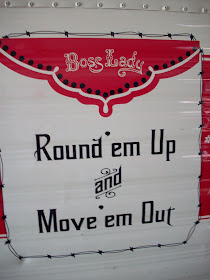 Boss Lady
Round 'em Up
and
Move 'em Out